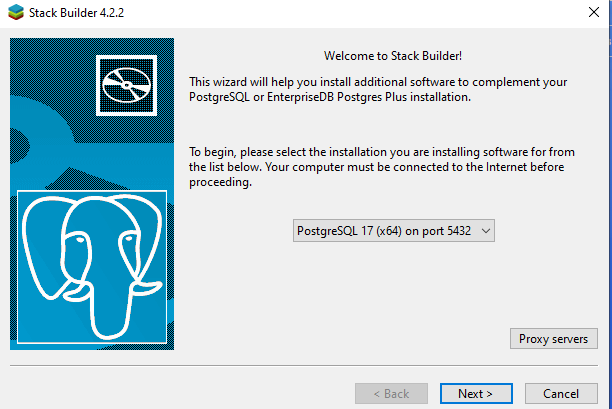 Stack Builder 4.2.2
Welcome to Stack Builder!
This wizard will help you install additional software to complement your
PostgreSQL or EnterpriseDB Postgres Plus installation.
To begin, please select the installation you are installing software for from
the list below. Your computer must be connected to the Internet before
proceeding.
PostgreSQL 17 (x64) on port 5432
Proxy servers
< Back
Next >
Cancel